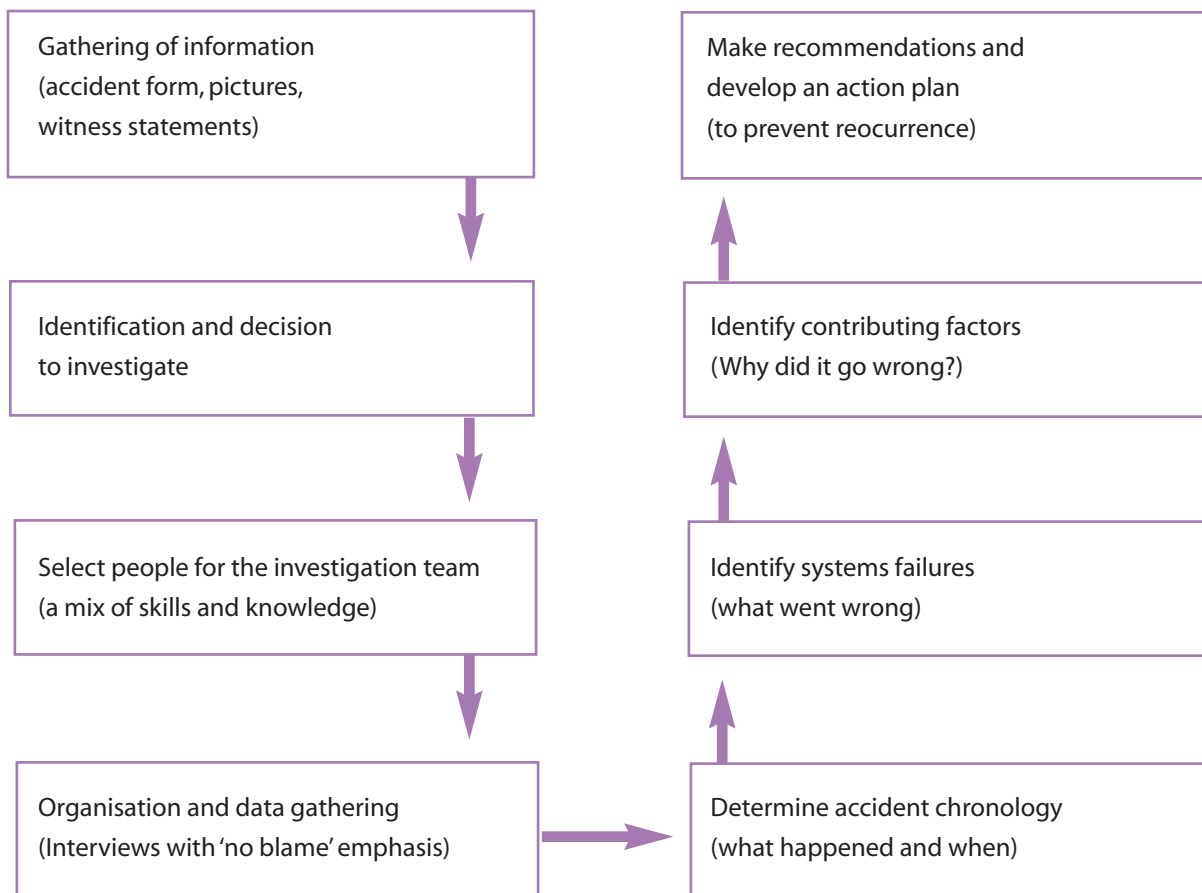 Gathering of information
(accident form, pictures,
witness statements)
Identification and decision
to investigate
Select people for the investigation team
(a mix of skills and knowledge)
Organisation and data gathering
(Interviews with ‘no blame’ emphasis)
Determine accident chronology
(what happened and when)
Identify systems failures
(what went wrong)
Identify contributing factors
(Why did it go wrong?)
Make recommendations and
develop an action plan
(to prevent reocurrence)